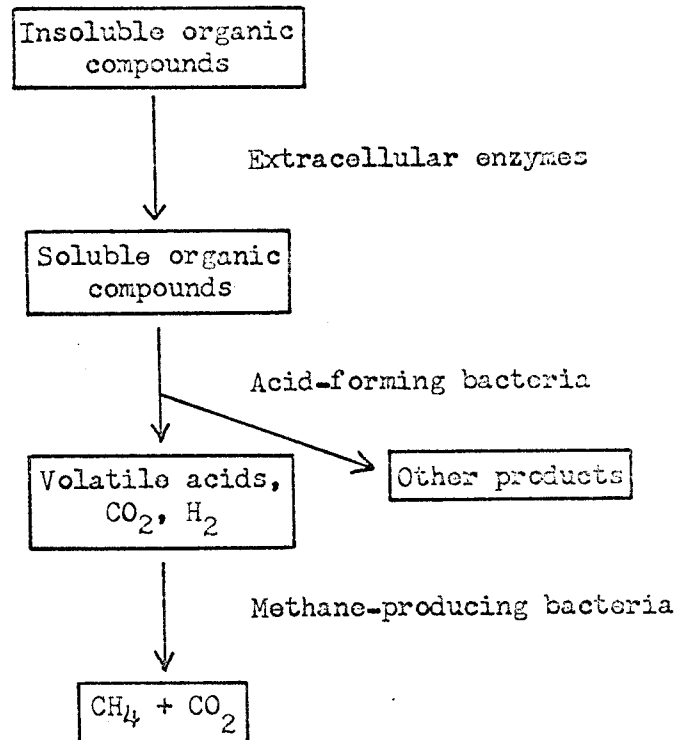 Insoluble organic
compounds
Extracellular enzymes
Soluble organic
compounds
Acid-forming bacteria
Volatile acids,
CO2, H2
Other products
Methane-producing bacteria
CH4 + CO2